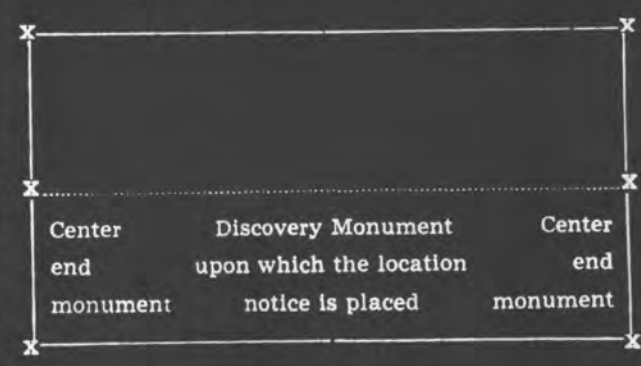 X X
X X
Center Discovery Monument Center
end upon which the location end
monument notice is placed monument
X X